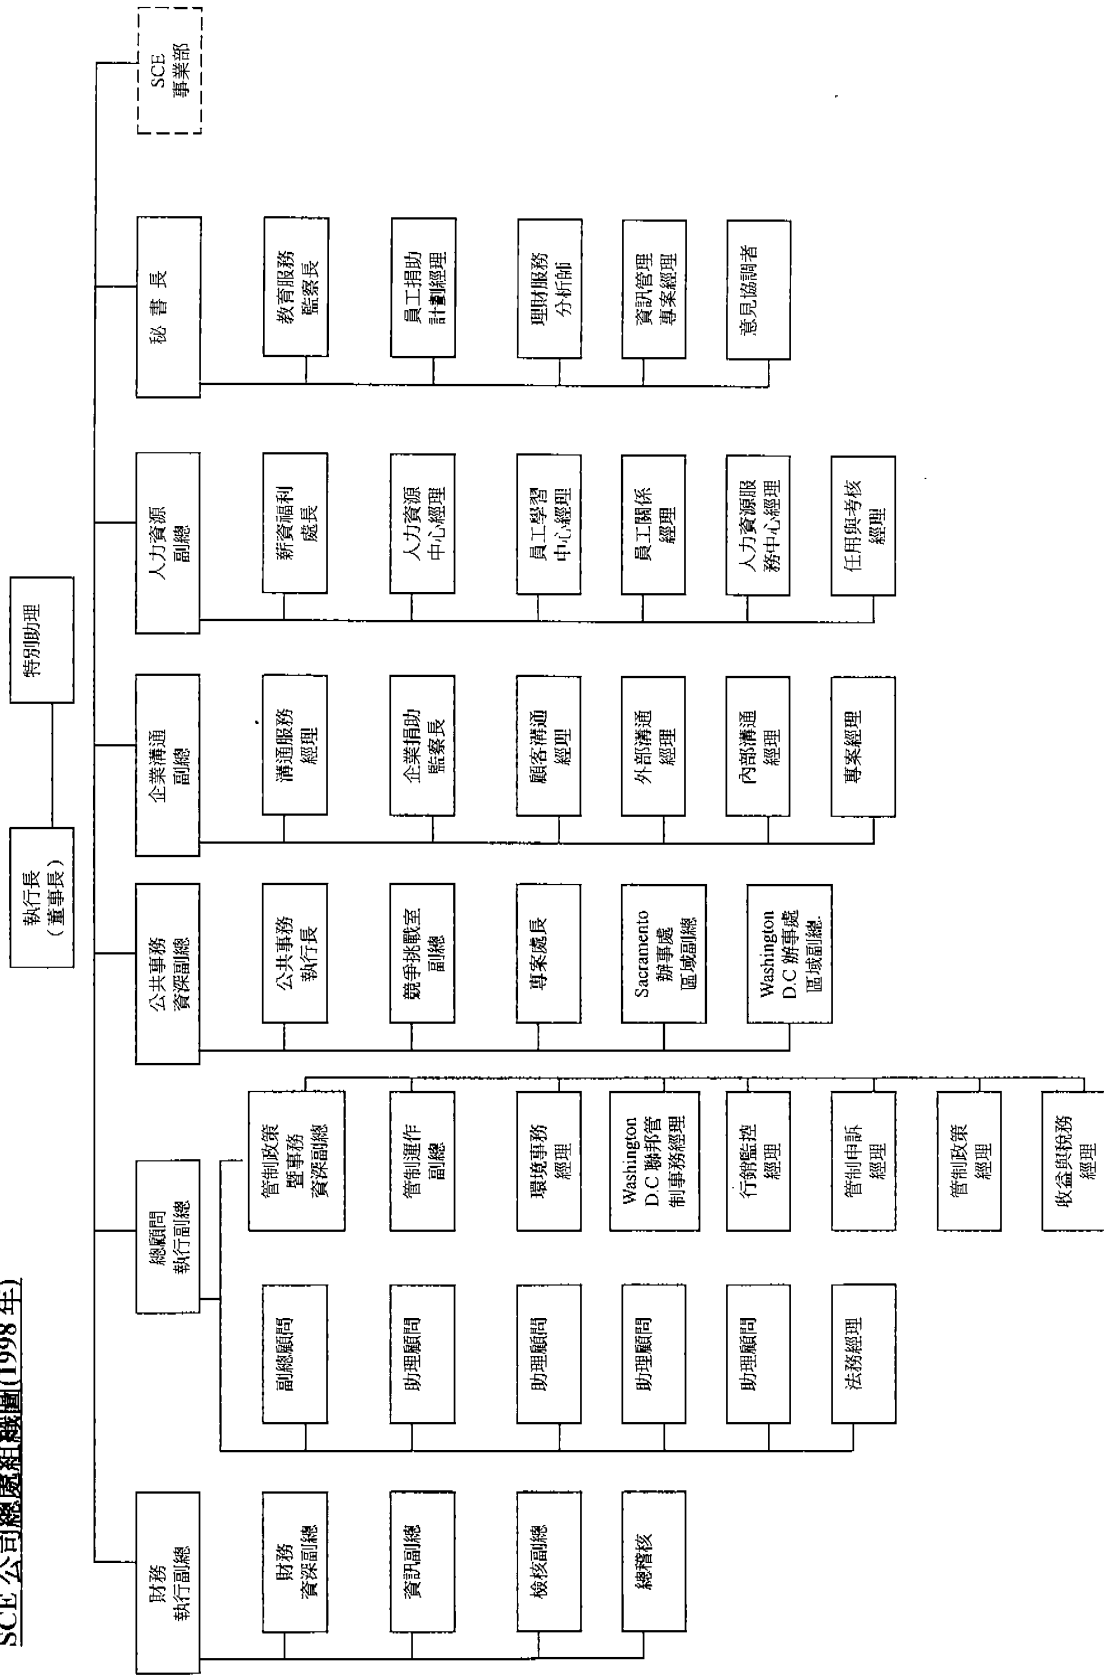 SCE 公司總處組織圖(1998 年)
執行長
（董事長）
特別助理
財務
執行副總
財務
資深副總
資訊副總
檢核副總
總稽核
總顧問
執行副總
副總顧問
助理顧問
助理顧問
助理顧問
助理顧問
法務經理
管制政策
暨事務
資深副總
管制運作
副總
環境事務
經理
Washington
D.C 聯邦管
制事務經理
行銷監控
經理
管制申訴
經理
管制政策
經理
收益與稅務
經理
公共事務
資深副總
公共事務
執行長
競爭挑戰室
副總
專案處長
Sacramento
辦事處
區域副總
Washington
D.C 辦事處
區域副總
企業溝通
副總
溝通服務
經理
企業捐助
監察長
顧客溝通
經理
外部溝通
經理
內部溝通
經理
專案經理
人力資源
副總
薪資福利
處長
人力資源
中心經理
員工學習
中心經理
員工關係
經理
人力資源服
務中心經理
任用與考核
經理
秘 書 長
教育服務
監察長
員工捐助
計劃經理
理財服務
分析師
資訊管理
專案經理
意見協調者
SCE
事業部